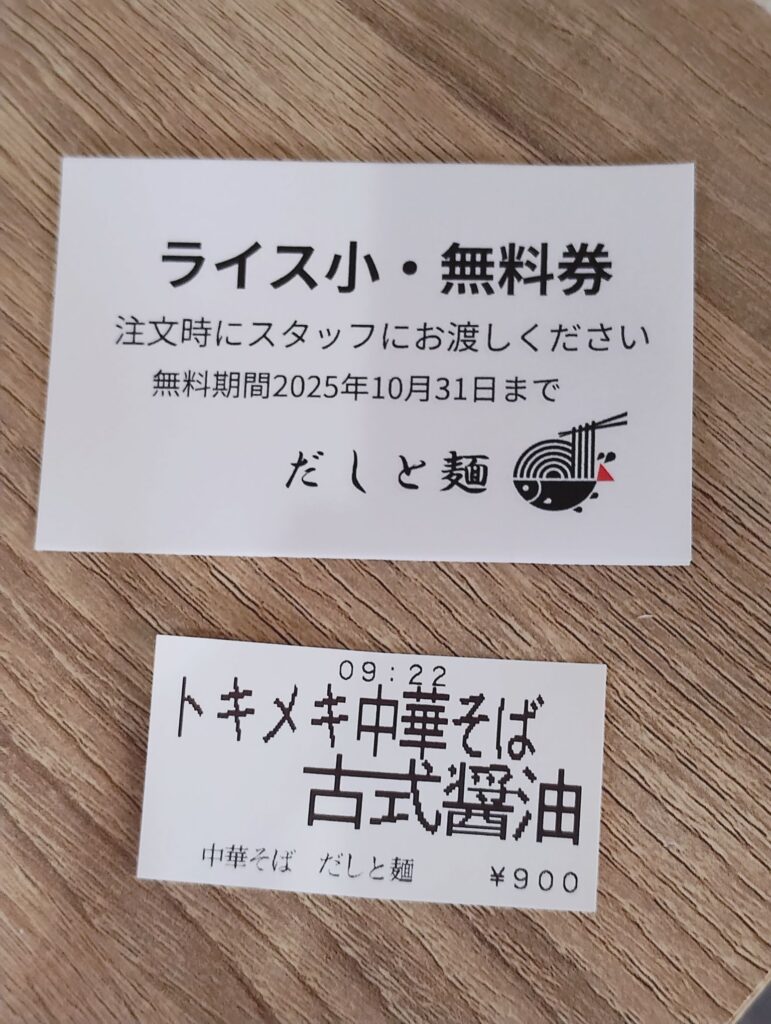 ライス小・無料券
注文時にスタッフにお渡しください
無料期間2025年10月31日まで
だしと麺
09:22
トキメキ中華そば
古式醤油
中華そば だしと麺
¥900